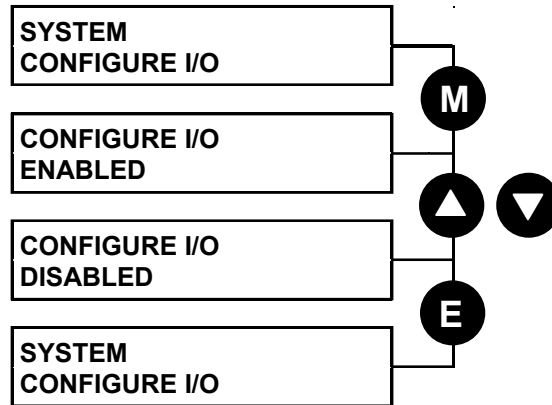 SYSTEM
CONFIGURE I/O
M
CONFIGURE I/O
ENABLED
CONFIGURE I/O
DISABLED
E
SYSTEM
CONFIGURE I/O